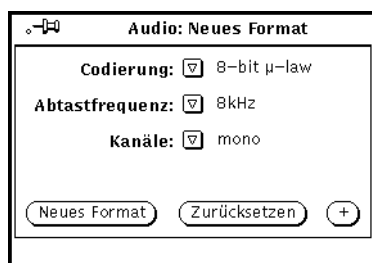 Audio: Neues Format
Codierung: 8-bit µ-law
Abtastfrequenz: 8kHz
Kanäle: mono
Neues Format Zurücksetzen +